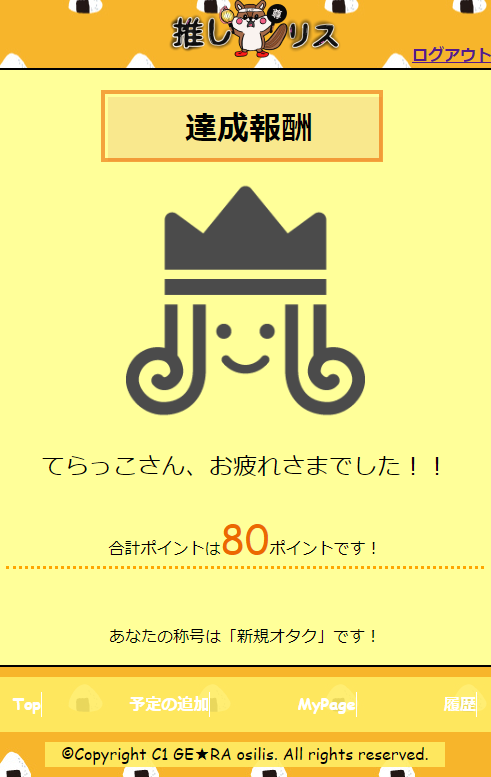 推しリス
尊
ログアウト
達成報酬
てらっこさん、お疲れさまでした！！
合計ポイントは80ポイントです！
あなたの称号は「新規オタク」です！
Top 予定の追加 MyPage 履歴
©Copyright C1 GE★RA osilis. All rights reserved.